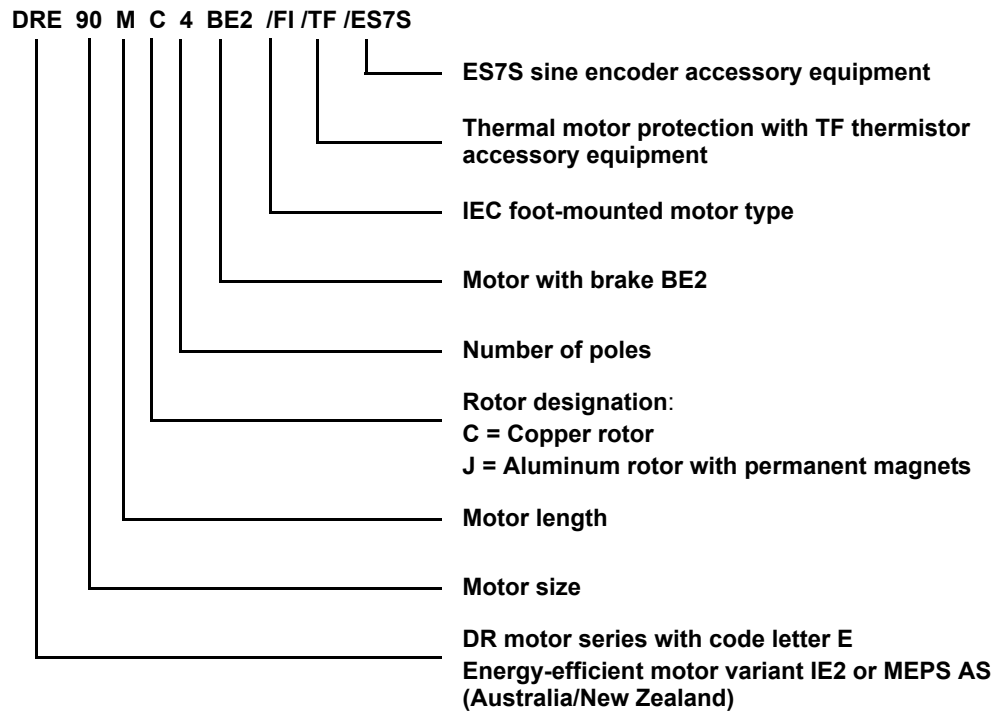 DRE 90 M C 4 BE2 /FI /TF /ES7S
ES7S sine encoder accessory equipment
Thermal motor protection with TF thermistor
accessory equipment
IEC foot-mounted motor type
Motor with brake BE2
Number of poles
Rotor designation:
C = Copper rotor
J = Aluminum rotor with permanent magnets
Motor length
Motor size
DR motor series with code letter E
Energy-efficient motor variant IE2 or MEPS AS
(Australia/New Zealand)